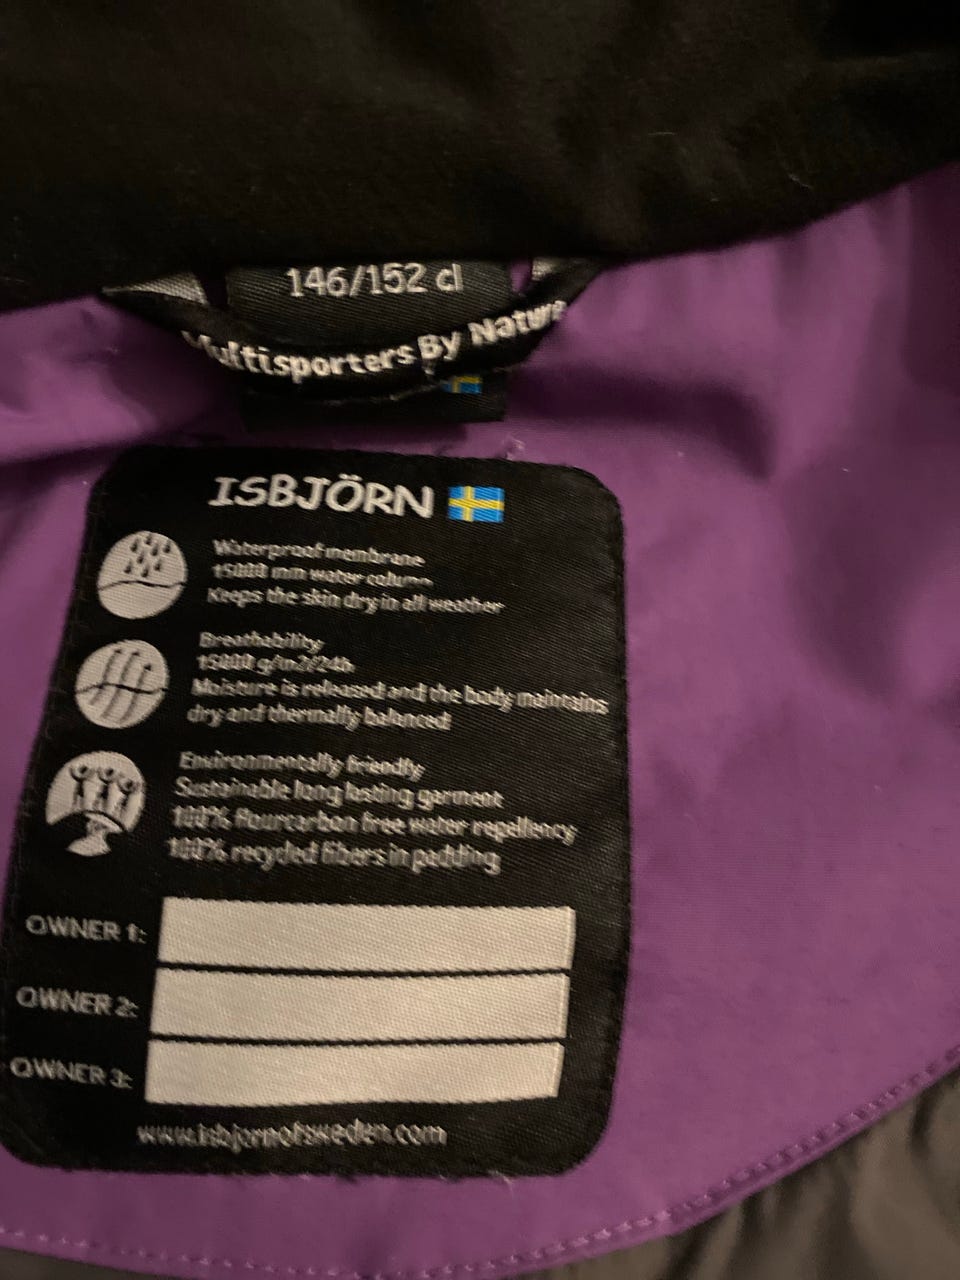 146/152 cl
Multisporters By Nature
ISBJÖRN
Waterproof membrane
15000 mm water column
Keeps the skin dry in all weather
Breathability
15000 g/m2/24h
Moisture is released and the body maintains
dry and thermally balanced
Environmentally friendly
Sustainable long lasting garment
100% flourcarbon free water repellency
100% recycled fibers in padding
OWNER 1:
OWNER 2:
OWNER 3:
www.isbjornofsweden.com